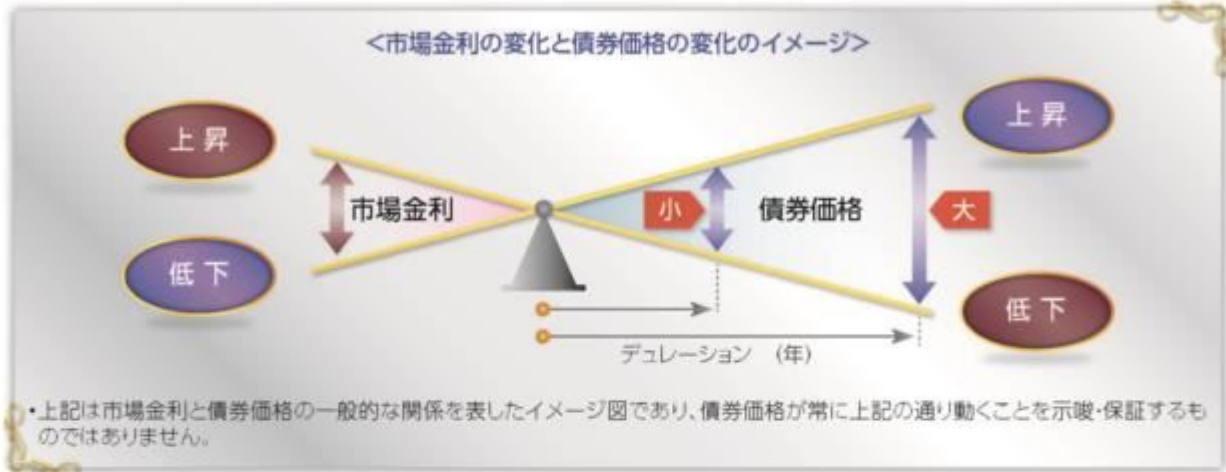 <市場金利の変化と債券価格の変化のイメージ>
上昇
上昇
市場金利
小
債券価格
大
低下
低下
デュレーション (年)
・上記は市場金利と債券価格の一般的な関係を表したイメージ図であり、債券価格が常に上記の通り動くことを示唆・保証するも
のではありません。